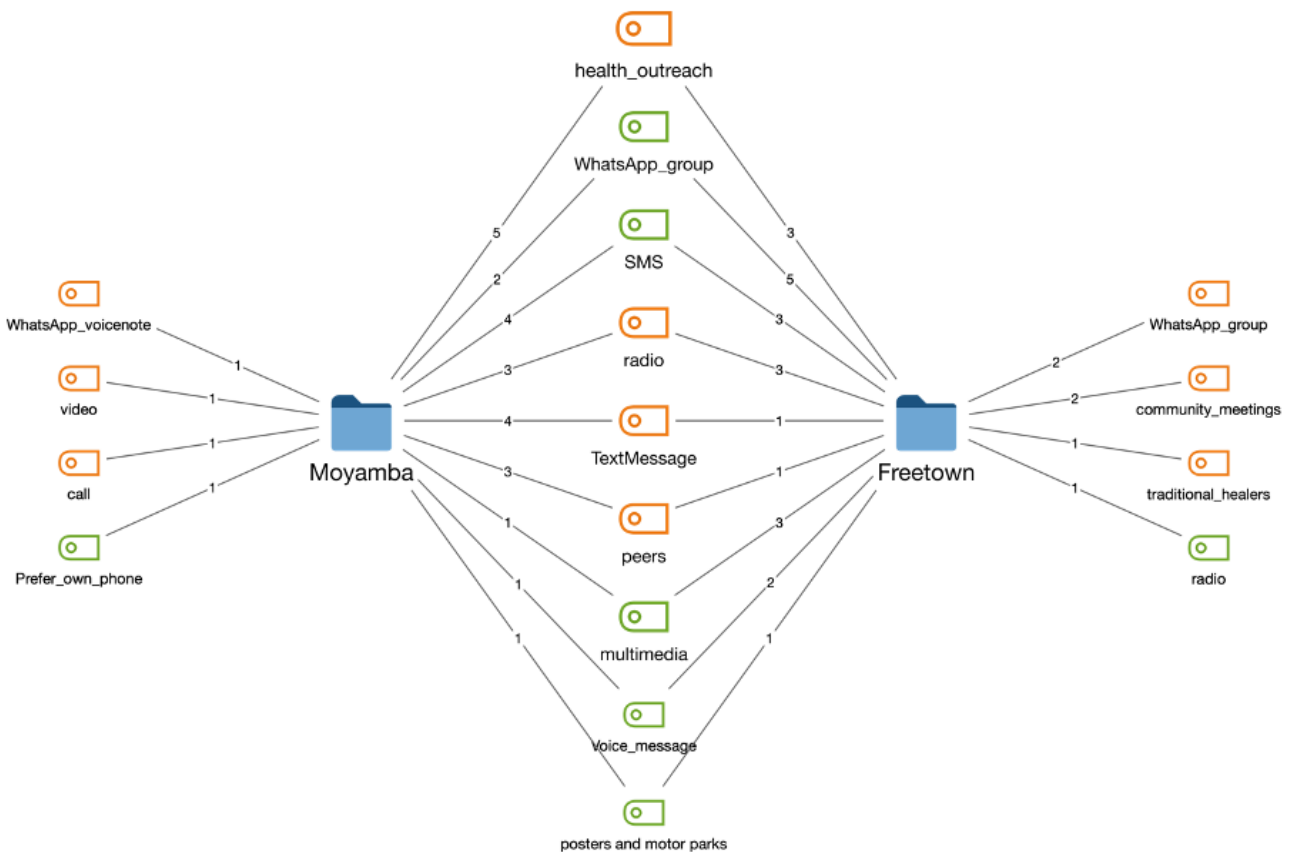 health_outreach
WhatsApp_group
5
3
SMS
2
5
WhatsApp_voicenote
4
3
WhatsApp_group
radio
1
3
3
2
video
1
2
community_meetings
4
1
TextMessage
1
1
call
Moyamba
3
1
Freetown
traditional_healers
1
peers
1
1
3
Prefer_own_phone
radio
1
2
multimedia
1
1
Voice_message
posters and motor parks